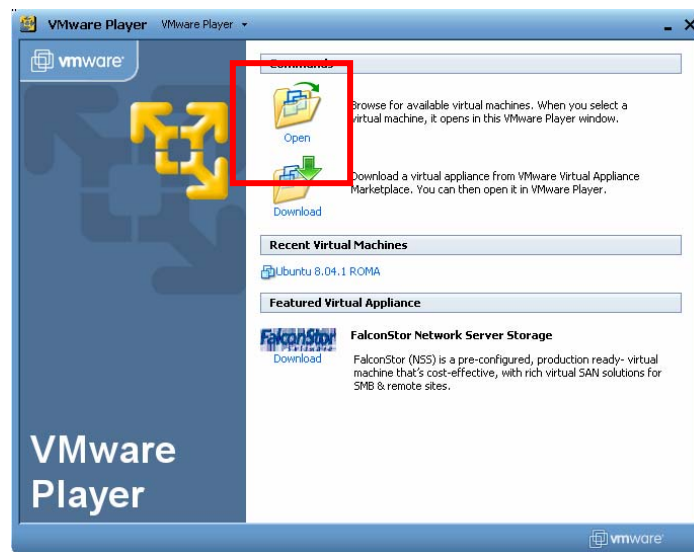 VMware Player VMware Player
vmware
Commands
Open
Browse for available virtual machines. When you select a
virtual machine, it opens in this VMware Player window.
Download
Download a virtual appliance from VMware Virtual Appliance
Marketplace. You can then open it in VMware Player.
Recent Virtual Machines
Ubuntu 8.04.1 ROMA
Featured Virtual Appliance
FalconStor
Download
FalconStor Network Server Storage
FalconStor (NSS) is a pre-configured, production ready- virtual
machine that's cost-effective, with rich virtual SAN solutions for
SMB & remote sites.
VMware
Player
vmware